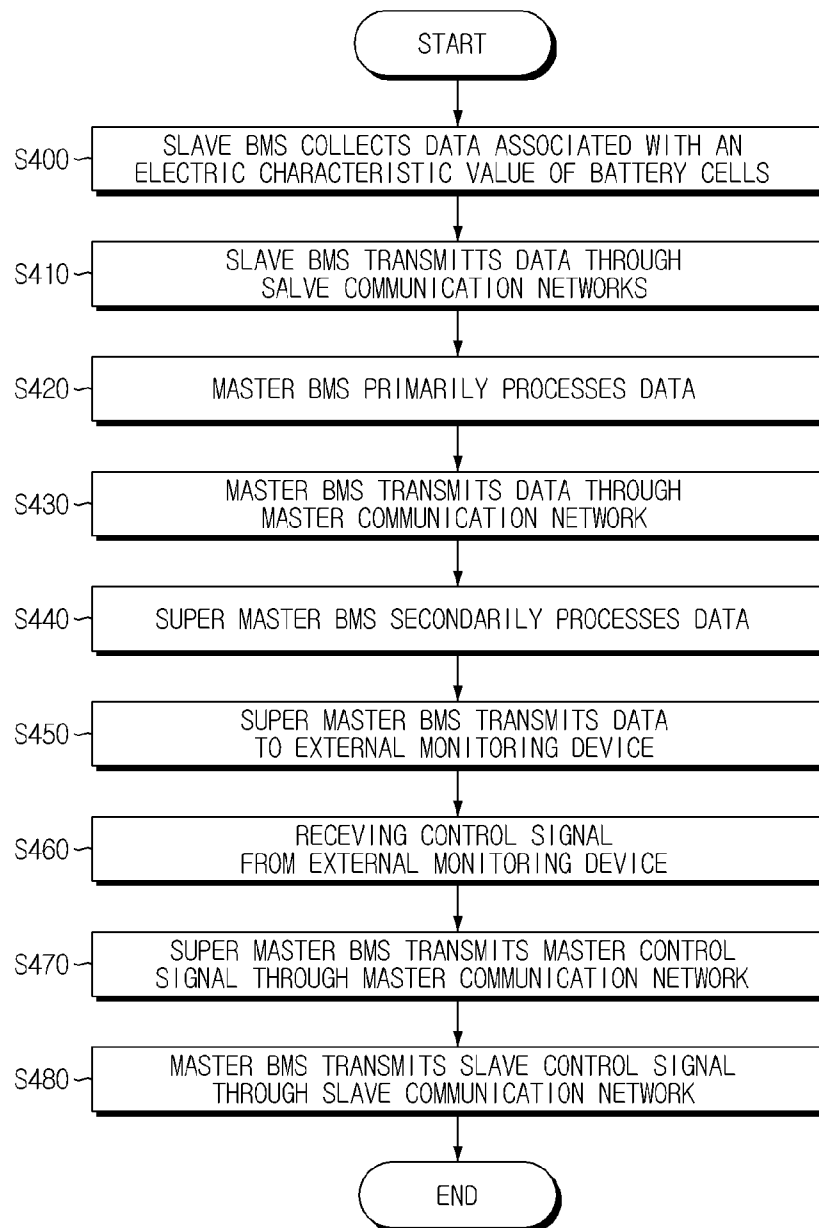 START
S400
SLAVE BMS COLLECTS DATA ASSOCIATED WITH AN
ELECTRIC CHARACTERISTIC VALUE OF BATTERY CELLS
S410
SLAVE BMS TRANSMITTS DATA THROUGH
SALVE COMMUNICATION NETWORKS
S420
MASTER BMS PRIMARILY PROCESSES DATA
S430
MASTER BMS TRANSMITS DATA THROUGH
MASTER COMMUNICATION NETWORK
S440
SUPER MASTER BMS SECONDARILY PROCESSES DATA
S450
SUPER MASTER BMS TRANSMITS DATA
TO EXTERNAL MONITORING DEVICE
S460
RECEVING CONTROL SIGNAL
FROM EXTERNAL MONITORING DEVICE
S470
SUPER MASTER BMS TRANSMITS MASTER CONTROL
SIGNAL THROUGH MASTER COMMUNICATION NETWORK
S480
MASTER BMS TRANSMITS SLAVE CONTROL SIGNAL
THROUGH SLAVE COMMUNICATION NETWORK
END